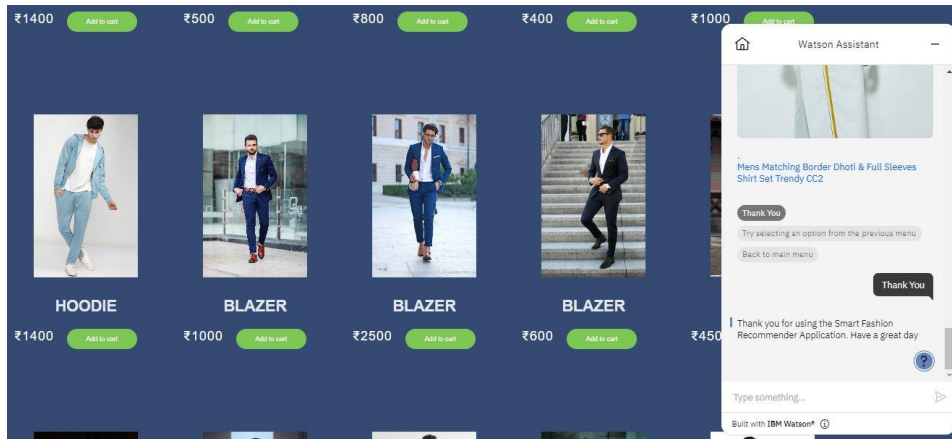 ₹1400 Add to cart ₹500 Add to cart ₹800 Add to cart ₹400 Add to cart ₹1000 Add to cart
HOODIE BLAZER BLAZER BLAZER
₹1400 Add to cart ₹1000 Add to cart ₹2500 Add to cart ₹600 Add to cart ₹450
Watson Assistant
.
Mens Matching Border Dhoti & Full Sleeves
Shirt Set Trendy CC2
Thank You
Try selecting an option from the previous menu
Back to main menu
Thank You
Thank you for using the Smart Fashion
Recommender Application. Have a great day
?
Type something...
Built with IBM Watson®